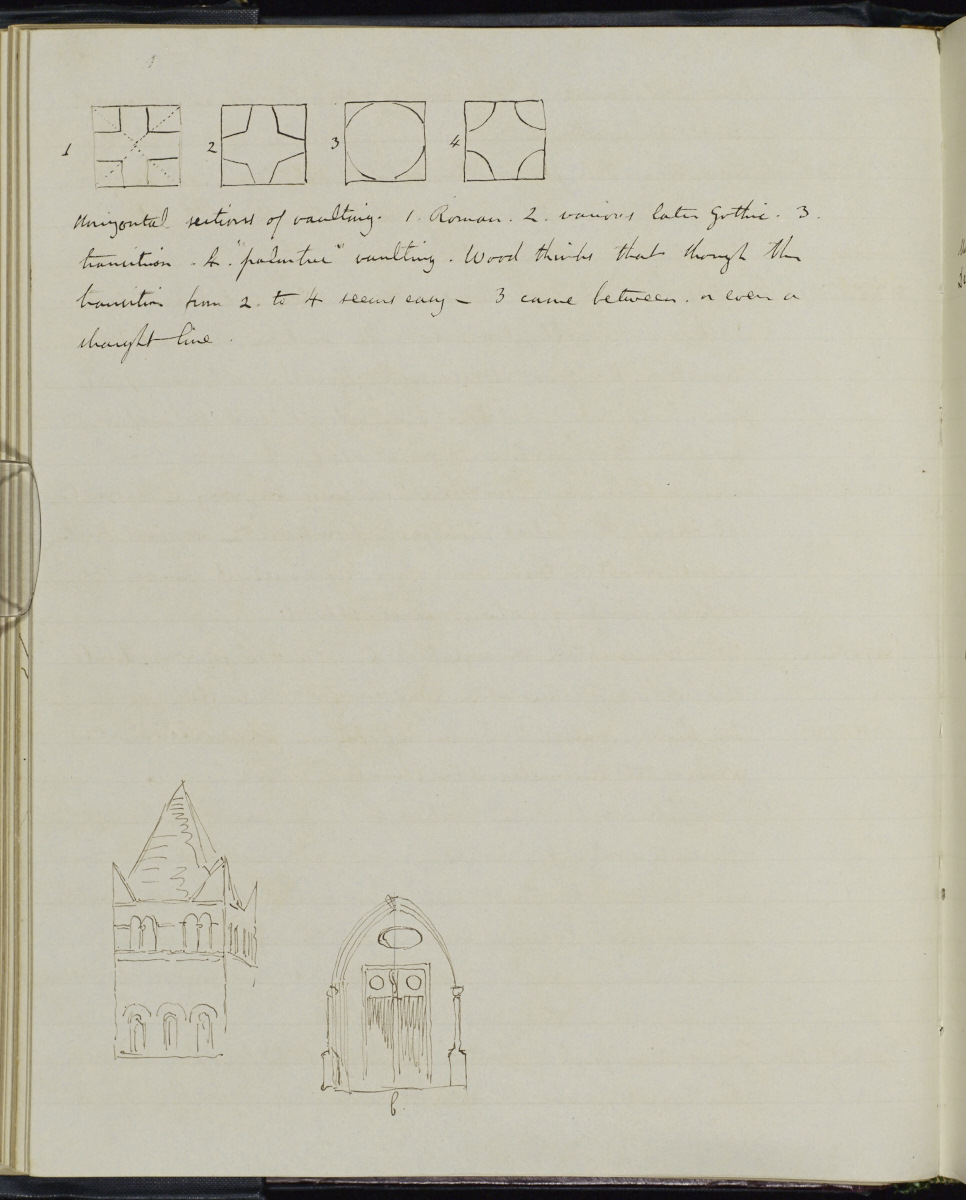 1 2 3 4
Horizontal sections of vaulting. 1. Roman. 2. various later Gothic. 3.
transition. 4. "palmtree" vaulting. Wood thinks that though the
transition from 2. to 4 seems easy – 3 came between. or even a
straight line.
b.